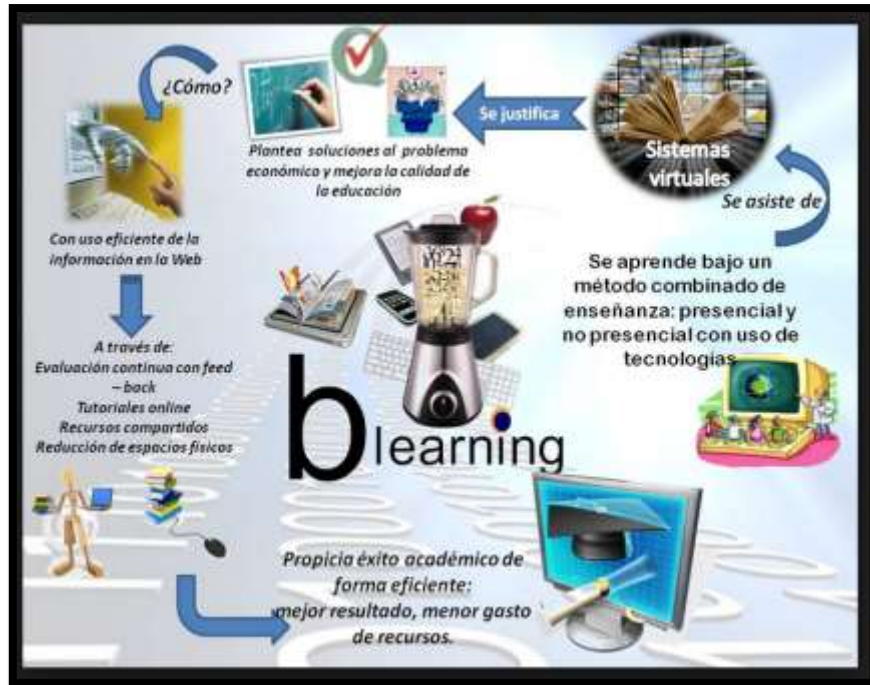 ¿Cómo?
Se justifica
Sistemas
virtuales
Plantea soluciones al problema
económico y mejora la calidad de
la educación
Se asiste de
Con uso eficiente de la
información en la Web
Se aprende bajo un
método combinado de
enseñanza: presencial y
no presencial con uso de
tecnologías
A través de:
Evaluación continua con feed
– back
Tutoriales online
Recursos compartidos
Reducción de espacios físicos
b learning
Propicia éxito académico de
forma eficiente:
mejor resultado, menor gasto
de recursos.